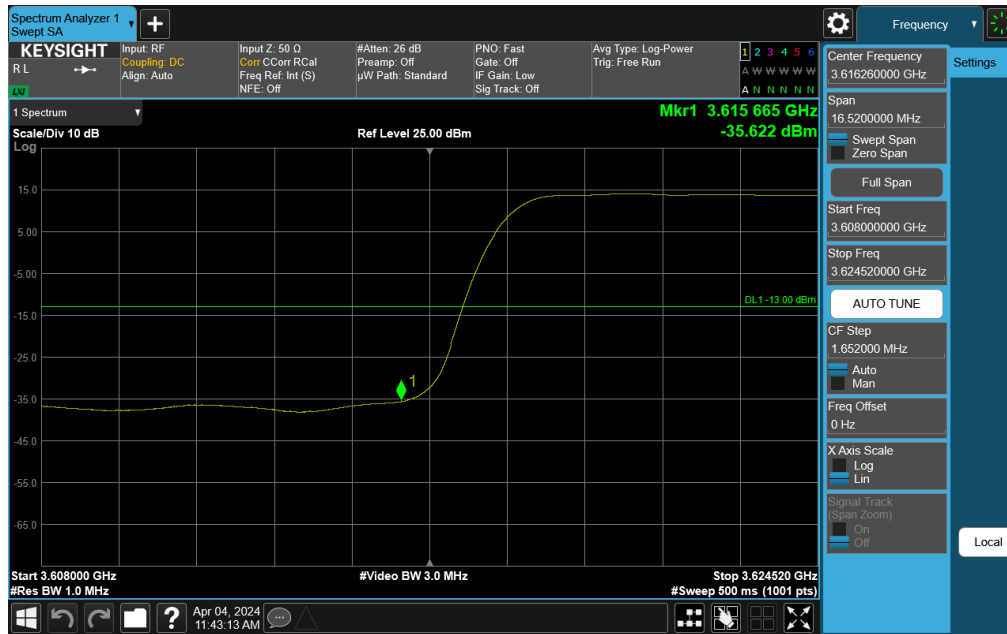 Spectrum Analyzer 1
Swept SA
Frequency
KEYSIGHT
R L
LXI
Input: RF
Coupling: DC
Align: Auto
Input Z: 50 Ω
Corr CCorr RCal
Freq Ref: Int (S)
NFE: Off
#Atten: 26 dB
Preamp: Off
µW Path: Standard
PNO: Fast
Gate: Off
IF Gain: Low
Sig Track: Off
Avg Type: Log-Power
Trig: Free Run
1 2 3 4 5 6
A W W W W W
A N N N N N
1 Spectrum
Scale/Div 10 dB
Ref Level 25.00 dBm
Mkr1 3.615 665 GHz
-35.622 dBm
Log
15.0
5.00
-5.00
-15.0
-25.0
-35.0
-45.0
-55.0
-65.0
DL1 -13.00 dBm
1
Start 3.608000 GHz
#Video BW 3.0 MHz
Stop 3.624520 GHz
#Res BW 1.0 MHz
#Sweep 500 ms (1001 pts)
Apr 04, 2024
11:43:13 AM
Center Frequency
3.616260000 GHz
Span
16.5200000 MHz
Swept Span
Zero Span
Full Span
Start Freq
3.608000000 GHz
Stop Freq
3.624520000 GHz
AUTO TUNE
CF Step
1.652000 MHz
Auto
Man
Freq Offset
0 Hz
X Axis Scale
Log
Lin
Signal Track
(Span Zoom)
On
Off
Settings
Local